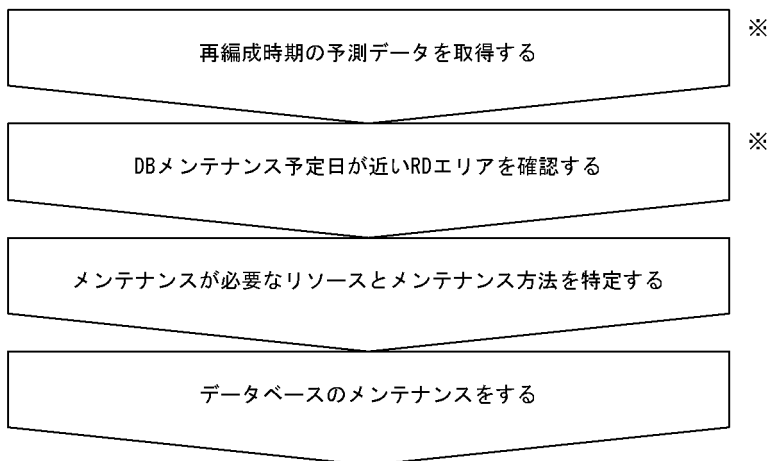 再編成時期の予測データを取得する ※
DBメンテナンス予定日が近いRDエリアを確認する ※
メンテナンスが必要なリソースとメンテナンス方法を特定する
データベースのメンテナンスをする